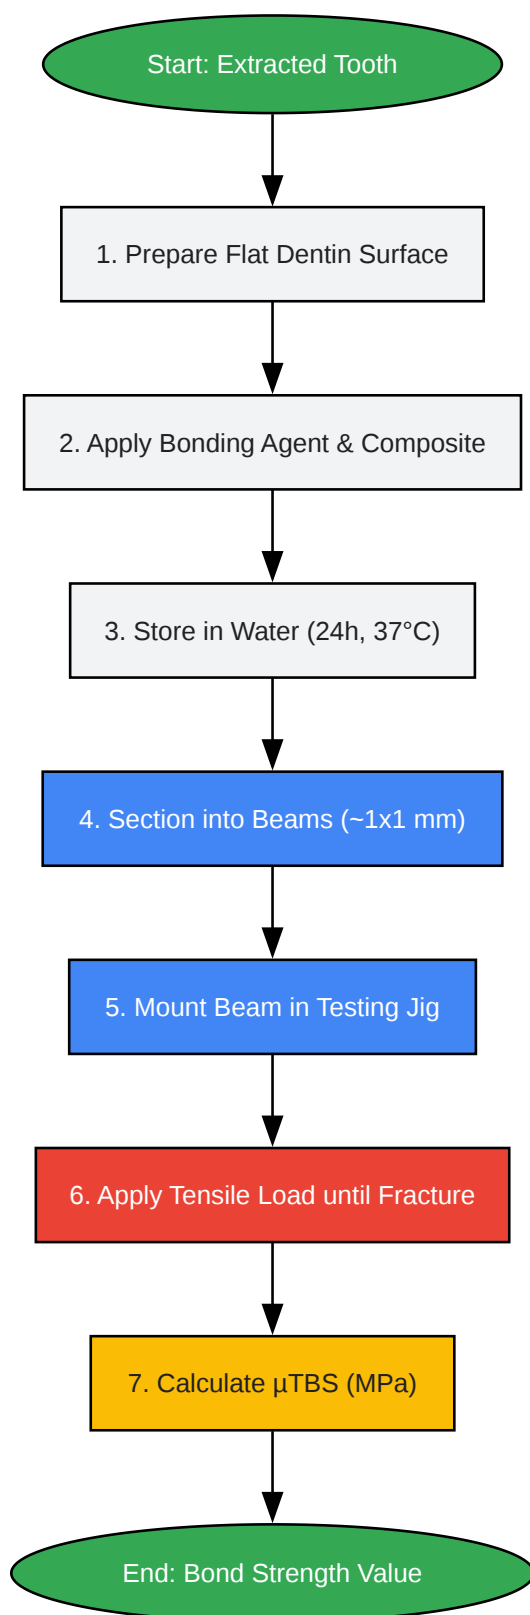 Start: Extracted Tooth
1. Prepare Flat Dentin Surface
2. Apply Bonding Agent & Composite
3. Store in Water (24h, 37°C)
4. Section into Beams (~1x1 mm)
5. Mount Beam in Testing Jig
6. Apply Tensile Load until Fracture
7. Calculate µTBS (MPa)
End: Bond Strength Value